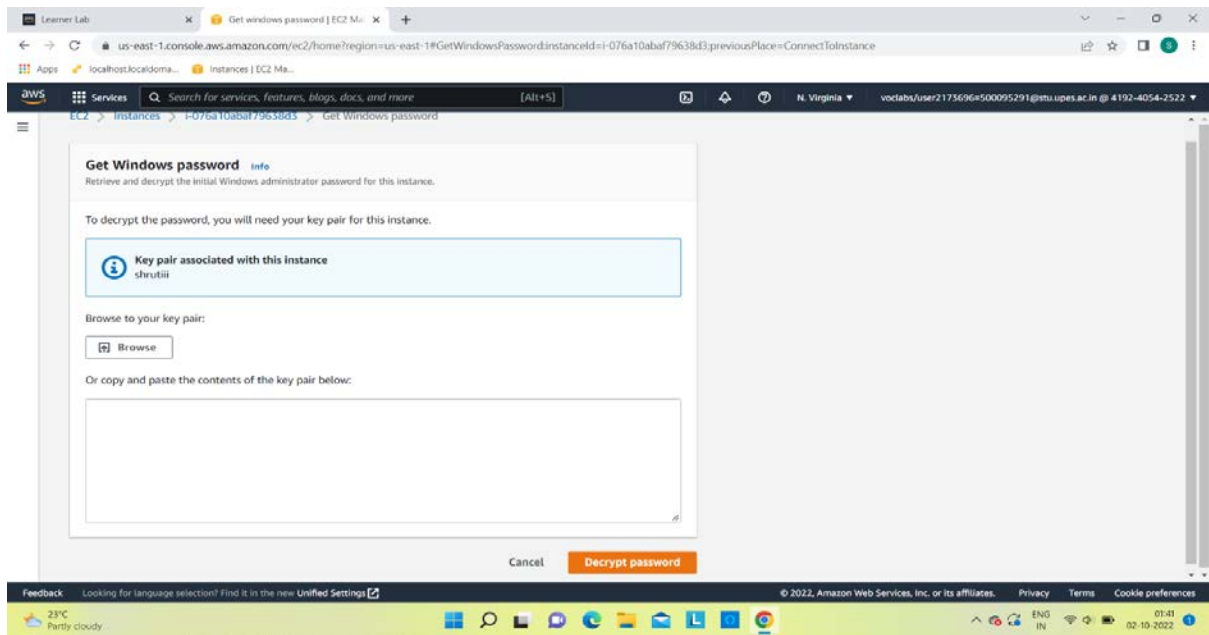 Learner Lab
Get windows password | EC2 Ma
us-east-1.console.aws.amazon.com/ec2/home?region=us-east-1#GetWindowsPassword:instanceId=i-076a10abaf79638d3;previousPlace=ConnectToInstance
S
Apps localhost.localdoma... Instances | EC2 Ma...
aws Services Search for services, features, blogs, docs, and more [Alt+S] N. Virginia voclabs/user2173696=500095291@stu.upes.ac.in @ 4192-4054-2522
EC2 > Instances > i-076a10abaf79638d3 > Get Windows password
Get Windows password Info
Retrieve and decrypt the initial Windows administrator password for this instance.
To decrypt the password, you will need your key pair for this instance.
Key pair associated with this instance
shrutiii
Browse to your key pair:
Browse
Or copy and paste the contents of the key pair below:
Cancel Decrypt password
Feedback Looking for language selection? Find it in the new Unified Settings © 2022, Amazon Web Services, Inc. or its affiliates. Privacy Terms Cookie preferences
23°C
Partly cloudy
L
ENG
IN
01:41
02-10-2022
1